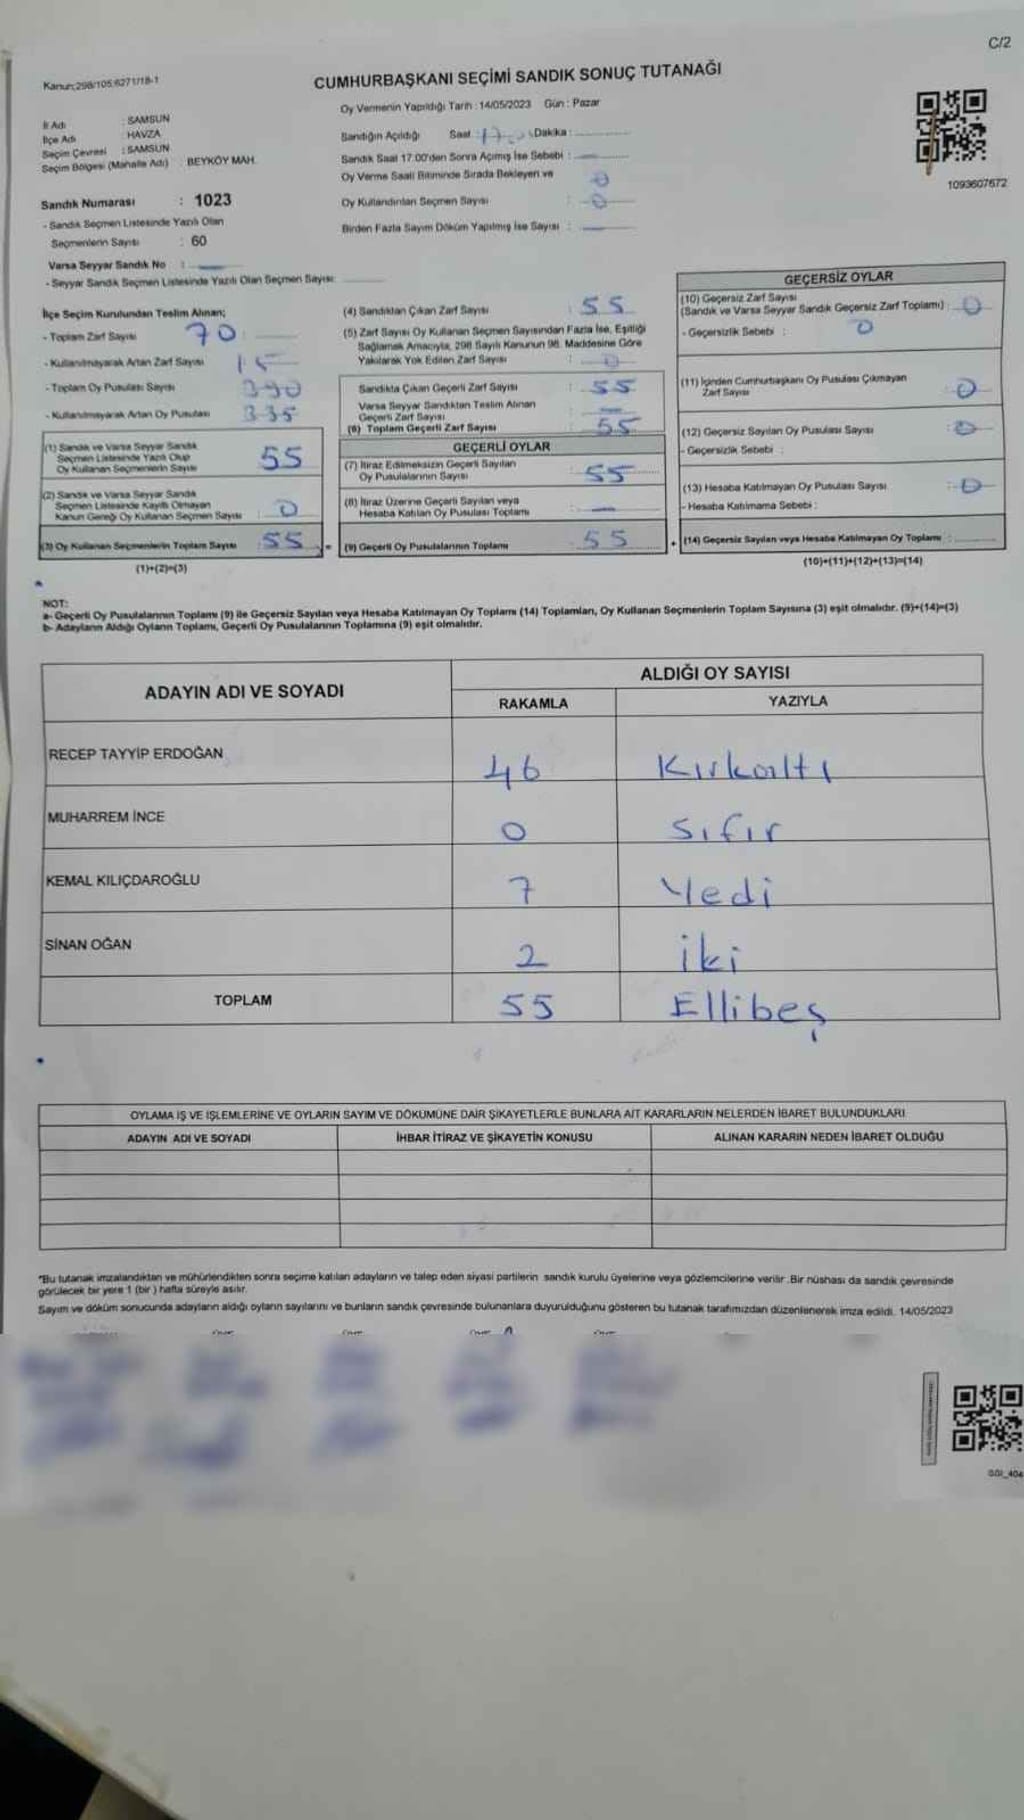 C/2
Kanun:298/105,6271/18-1
CUMHURBAŞKANI SEÇİMİ SANDIK SONUÇ TUTANAĞI
Oy Vermenin Yapıldığı Tarih : 14/05/2023 Gün : Pazar
İl Adı : SAMSUN
İlçe Adı : HAVZA
Seçim Çevresi : SAMSUN
Seçim Bölgesi (Mahalle Adı) : BEYKÖY MAH.
Sandığın Açıldığı Saat : 17 Dakika :
Sandık Saat 17.00'den Sonra Açımış İse Sebebi :
Oy Verme Saati Bitiminde Sırada Bekleyen ve 0
Oy Kullandırılan Seçmen Sayısı : 0
Birden Fazla Sayım Döküm Yapılmış İse Sayısı :
1093607672
Sandık Numarası : 1023
- Sandık Seçmen Listesinde Yazılı Olan
Seçmenlerin Sayısı : 60
Varsa Seyyar Sandık No :
- Seyyar Sandık Seçmen Listesinde Yazılı Olan Seçmen Sayısı:
İlçe Seçim Kurulundan Teslim Alınan;
- Toplam Zarf Sayısı 70
- Kullanılmayarak Artan Zarf Sayısı 15
- Toplam Oy Pusulası Sayısı 390
- Kullanılmayarak Artan Oy Pusulası 335
(1) Sandık ve Varsa Seyyar Sandık
Seçmen Listesinde Yazılı Olup
Oy Kullanan Seçmenlerin Sayısı 55
(2) Sandık ve Varsa Seyyar Sandık
Seçmen Listesinde Kayıtlı Olmayan
Kanun Gereği Oy Kullanan Seçmen Sayısı : 0
(3) Oy Kullanan Seçmenlerin Toplam Sayısı : 55
(1)+(2)=(3)
(4) Sandıktan Çıkan Zarf Sayısı : 55
(5) Zarf Sayısı Oy Kullanan Seçmen Sayısından Fazla İse, Eşitliği
Sağlamak Amacıyla, 298 Sayılı Kanunun 98. Maddesine Göre
Yakılarak Yok Edilen Zarf Sayısı : 0
Sandıkta Çıkan Geçerli Zarf Sayısı : 55
Varsa Seyyar Sandıktan Teslim Alınan
Geçerli Zarf Sayısı :
(6) Toplam Geçerli Zarf Sayısı : 55
GEÇERLİ OYLAR
(7) İtiraz Edilmeksizin Geçerli Sayılan
Oy Pusulalarının Sayısı : 55
(8) İtiraz Üzerine Geçerli Sayılan veya
Hesaba Katılan Oy Pusulası Toplamı :
= (9) Geçerli Oy Pusulalarının Toplamı 55
GEÇERSİZ OYLAR
(10) Geçersiz Zarf Sayısı
(Sandık ve Varsa Seyyar Sandık Geçersiz Zarf Toplamı) : 0
- Geçersizlik Sebebi : 0
(11) İçinden Cumhurbaşkanı Oy Pusulası Çıkmayan
Zarf Sayısı : 0
(12) Geçersiz Sayılan Oy Pusulası Sayısı : 0
- Geçersizlik Sebebi :
(13) Hesaba Katılmayan Oy Pusulası Sayısı : 0
- Hesaba Katılmama Sebebi :
+ (14) Geçersiz Sayılan veya Hesaba Katılmayan Oy Toplamı :
(10)+(11)+(12)+(13)=(14)
NOT:
a- Geçerli Oy Pusulalarının Toplamı (9) ile Geçersiz Sayılan veya Hesaba Katılmayan Oy Toplamı (14) Toplamları, Oy Kullanan Seçmenlerin Toplam Sayısına (3) eşit olmalıdır. (9)+(14)=(3)
b- Adayların Aldığı Oyların Toplamı, Geçerli Oy Pusulalarının Toplamına (9) eşit olmalıdır.
ADAYIN ADI VE SOYADI
ALDIĞI OY SAYISI
RAKAMLA YAZIYLA
RECEP TAYYİP ERDOĞAN 46 Kırkaltı
MUHARREM İNCE 0 Sıfır
KEMAL KILIÇDAROĞLU 7 Yedi
SİNAN OĞAN 2 iki
TOPLAM 55 Ellibeş
OYLAMA İŞ VE İŞLEMLERİNE VE OYLARIN SAYIM VE DÖKÜMÜNE DAİR ŞİKAYETLERLE BUNLARA AİT KARARLARIN NELERDEN İBARET BULUNDUKLARI
ADAYIN ADI VE SOYADI İHBAR İTİRAZ VE ŞİKAYETİN KONUSU ALINAN KARARIN NEDEN İBARET OLDUĞU
*Bu tutanak imzalandıktan ve mühürlendikten sonra seçime katılan adayların ve talep eden siyasi partilerin sandık kurulu üyelerine veya gözlemcilerine verilir. Bir nüshası da sandık çevresinde
görülecek bir yere 1 (bir ) hafta süreyle asılır.
Sayım ve döküm sonucunda adayların aldığı oyların sayılarını ve bunların sandık çevresinde bulunanlara duyurulduğunu gösteren bu tutanak tarafımızdan düzenlenerek imza edildi. 14/05/2023